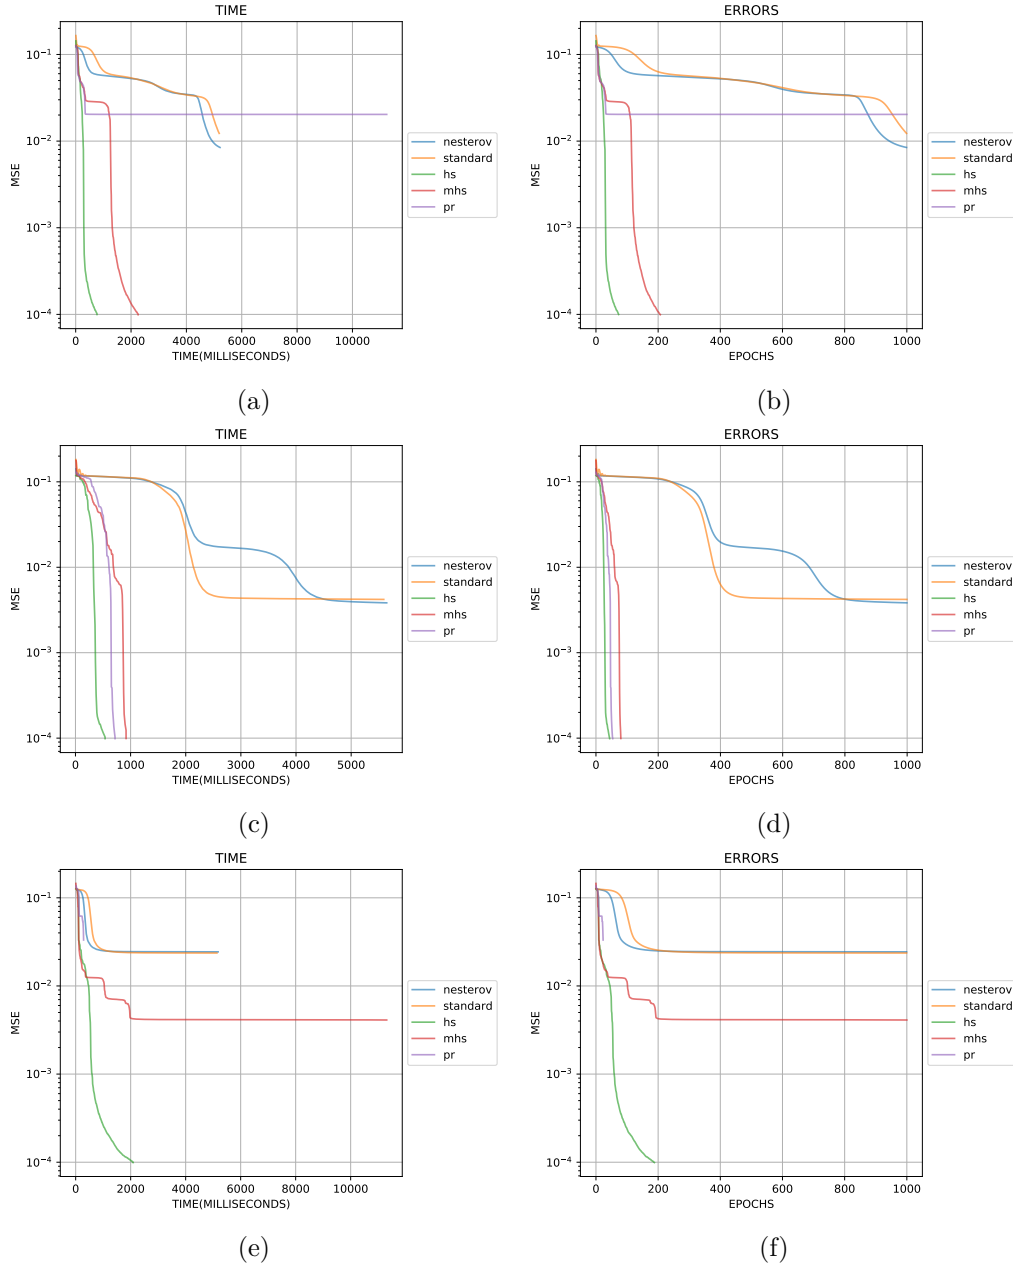 TIME
MSE
10⁻¹
10⁻²
10⁻³
10⁻⁴
0 2000 4000 6000 8000 10000
TIME(MILLISECONDS)
nesterov
standard
hs
mhs
pr
(a)
ERRORS
MSE
10⁻¹
10⁻²
10⁻³
10⁻⁴
0 200 400 600 800 1000
EPOCHS
nesterov
standard
hs
mhs
pr
(b)
TIME
MSE
10⁻¹
10⁻²
10⁻³
10⁻⁴
0 1000 2000 3000 4000 5000
TIME(MILLISECONDS)
nesterov
standard
hs
mhs
pr
(c)
ERRORS
MSE
10⁻¹
10⁻²
10⁻³
10⁻⁴
0 200 400 600 800 1000
EPOCHS
nesterov
standard
hs
mhs
pr
(d)
TIME
MSE
10⁻¹
10⁻²
10⁻³
10⁻⁴
0 2000 4000 6000 8000 10000
TIME(MILLISECONDS)
nesterov
standard
hs
mhs
pr
(e)
ERRORS
MSE
10⁻¹
10⁻²
10⁻³
10⁻⁴
0 200 400 600 800 1000
EPOCHS
nesterov
standard
hs
mhs
pr
(f)